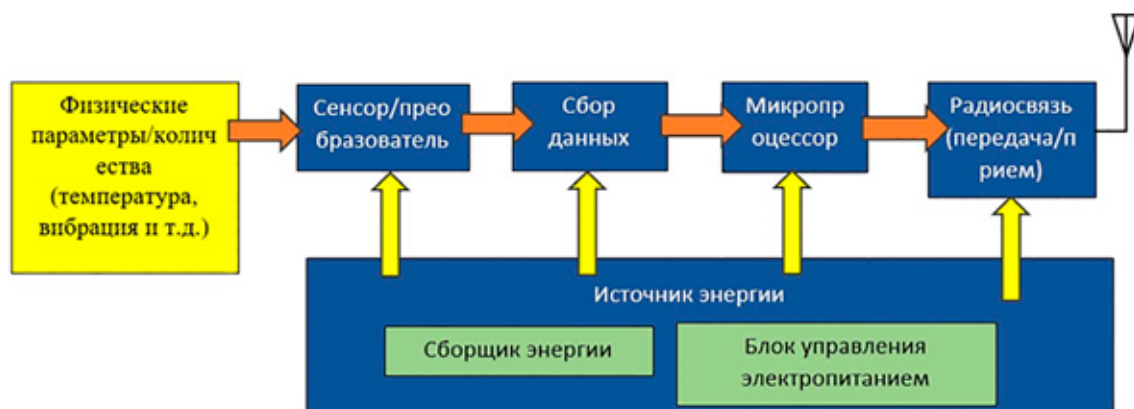 Физические
параметры/колич
ества
(температура,
вибрация и т.д.)
Сенсор/прео
бразователь
Сбор
данных
Микропр
оцессор
Радиосвязь
(передача/п
рием)
Источник энергии
Сборщик энергии
Блок управления
электропитанием